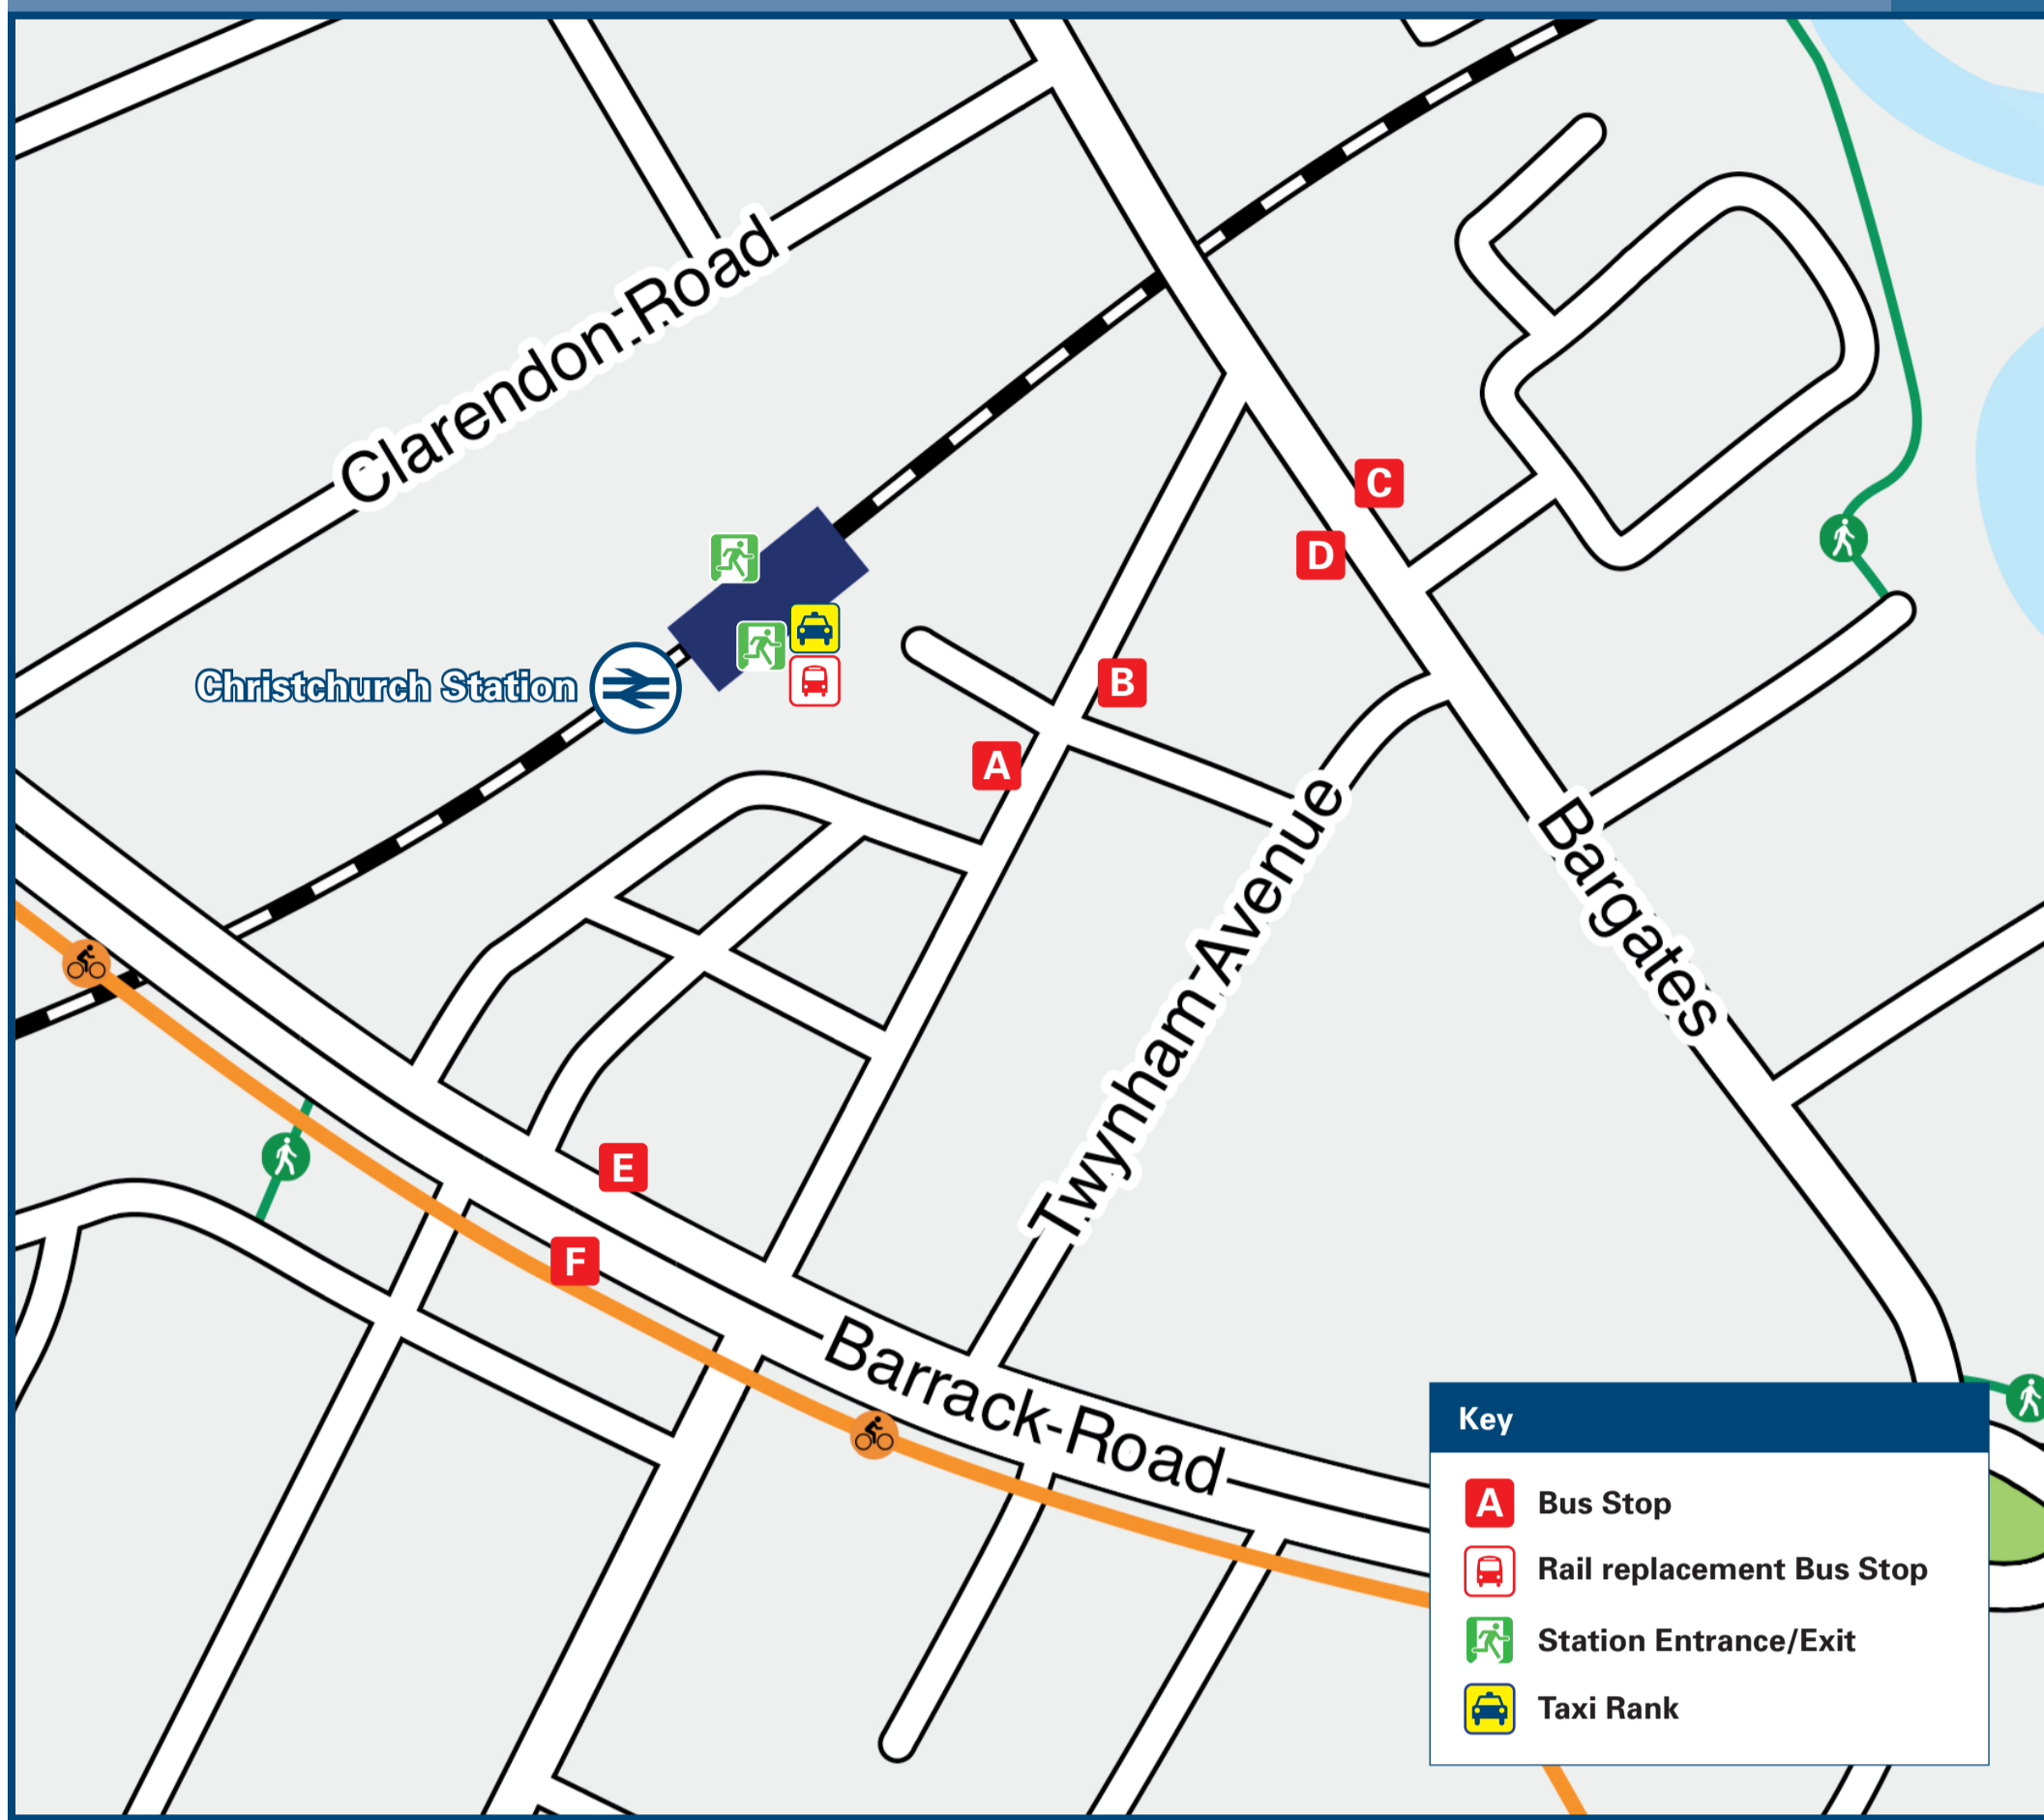 Clarendon Road
C
D
Christchurch Station
B
A
Twynham Avenue
Bargates
E
F
Barrack Road
Key
A Bus Stop
Rail replacement Bus Stop
Station Entrance/Exit
Taxi Rank